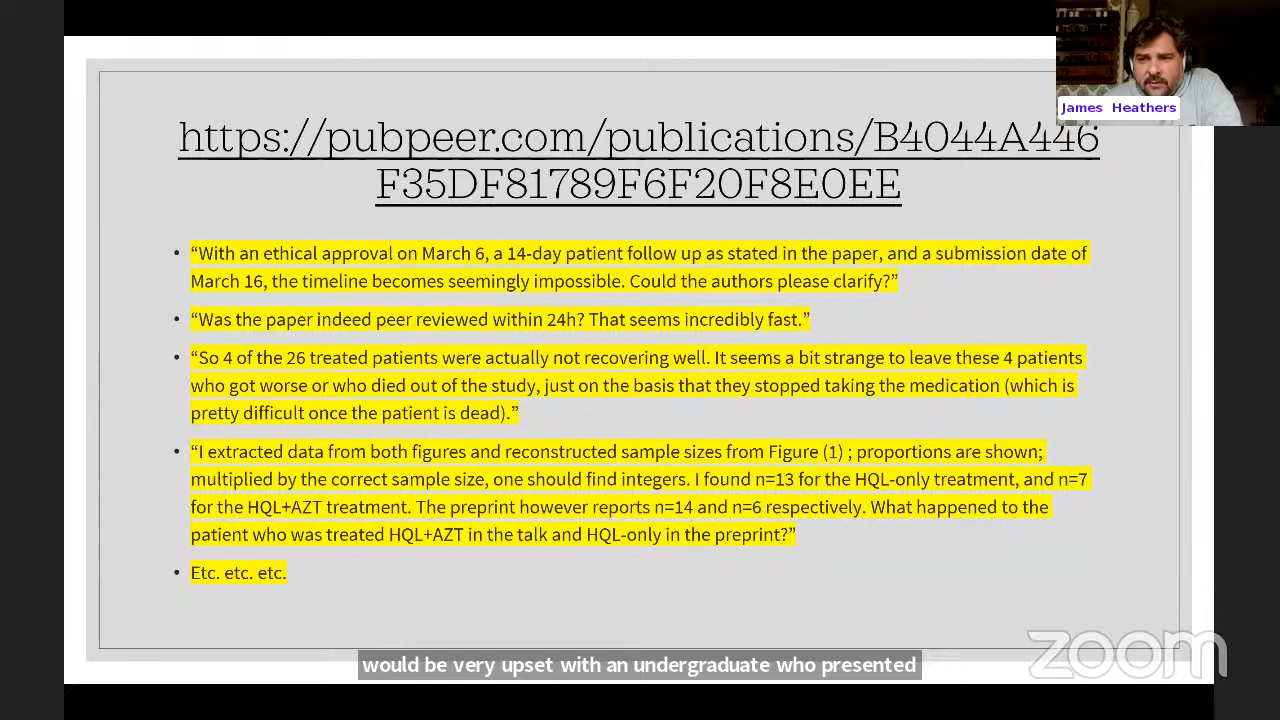 James Heathers
https://pubpeer.com/publications/B4044A446
F35DF81789F6F20F8E0EE
• “With an ethical approval on March 6, a 14-day patient follow up as stated in the paper, and a submission date of
March 16, the timeline becomes seemingly impossible. Could the authors please clarify?”
• “Was the paper indeed peer reviewed within 24h? That seems incredibly fast.”
• “So 4 of the 26 treated patients were actually not recovering well. It seems a bit strange to leave these 4 patients
who got worse or who died out of the study, just on the basis that they stopped taking the medication (which is
pretty difficult once the patient is dead).”
• “I extracted data from both figures and reconstructed sample sizes from Figure (1) ; proportions are shown;
multiplied by the correct sample size, one should find integers. I found n=13 for the HQL-only treatment, and n=7
for the HQL+AZT treatment. The preprint however reports n=14 and n=6 respectively. What happened to the
patient who was treated HQL+AZT in the talk and HQL-only in the preprint?”
• Etc. etc. etc.
zoom
would be very upset with an undergraduate who presented